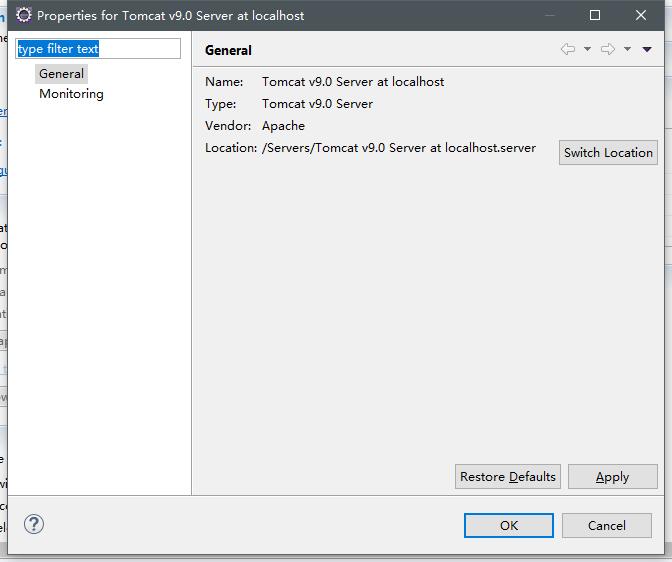 Properties for Tomcat v9.0 Server at localhost
type filter text
General
Monitoring
General
Name: Tomcat v9.0 Server at localhost
Type: Tomcat v9.0 Server
Vendor: Apache
Location: /Servers/Tomcat v9.0 Server at localhost.server
Switch Location
Restore Defaults
Apply
?
OK
Cancel